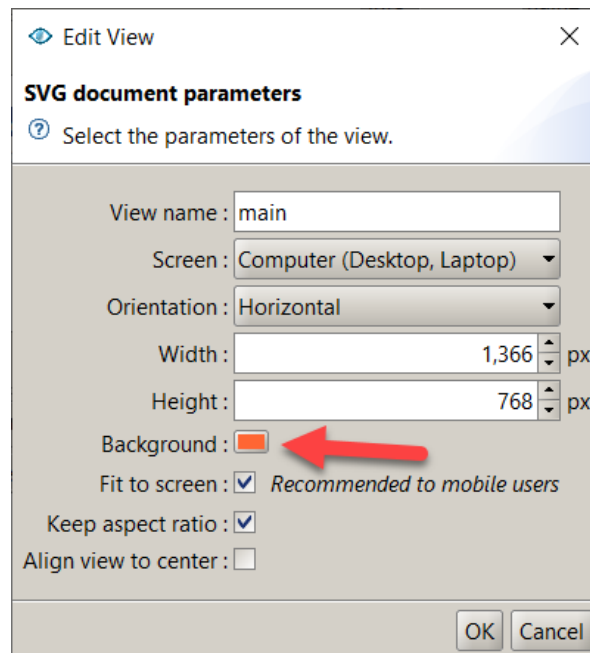 Edit View
SVG document parameters
Select the parameters of the view.
View name : main
Screen : Computer (Desktop, Laptop)
Orientation : Horizontal
Width : 1,366 px
Height : 768 px
Background :
Fit to screen : Recommended to mobile users
Keep aspect ratio :
Align view to center :
OK Cancel